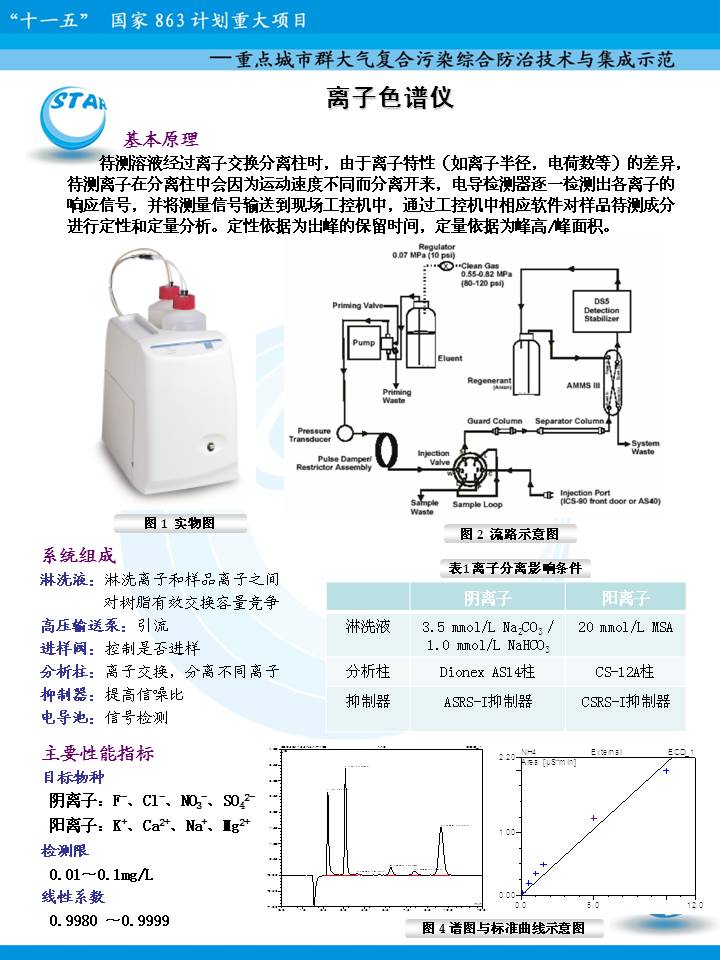 “十一五” 国家 863 计划重大项目
—重点城市群大气复合污染综合防治技术与集成示范
STAR
离子色谱仪
基本原理
待测溶液经过离子交换分离柱时，由于离子特性（如离子半径，电荷数等）的差异，
待测离子在分离柱中会因为运动速度不同而分离开来，电导检测器逐一检测出各离子的
响应信号，并将测量信号输送到现场工控机中，通过工控机中相应软件对样品待测成分
进行定性和定量分析。定性依据为出峰的保留时间，定量依据为峰高/峰面积。
Regulator
0.07 MPa (10 psi)
Clean Gas
0.55-0.82 MPa
(80-120 psi)
Priming Valve
DS5
Detection
Stabilizer
Pump
Eluent
Regenerant
(Anion)
AMMS III
Priming
Waste
Guard Column
Separator Column
Pressure
Transducer
System
Waste
Pulse Damper/
Restrictor Assembly
Injection
Valve
Injection Port
(ICS-90 front door or AS40)
Sample
Waste
Sample Loop
图 1 实物图
图 2 流路示意图
系统组成
淋洗液：淋洗离子和样品离子之间
对树脂有效交换容量竞争
高压输送泵：引流
进样阀：控制是否进样
分析柱：离子交换，分离不同离子
抑制器：提高信噪比
电导池：信号检测
表1离子分离影响条件
阴离子 阳离子
淋洗液 3.5 mmol/L Na₂CO₃ / 20 mmol/L MSA
1.0 mmol/L NaHCO₃
分析柱 Dionex AS14柱 CS-12A柱
抑制器 ASRS-I抑制器 CSRS-I抑制器
主要性能指标
目标物种
阴离子：F⁻、Cl⁻、NO₃⁻、SO₄²⁻
阳离子：K⁺、Ca²⁺、Na⁺、Mg²⁺
检测限
0.01～0.1mg/L
线性系数
0.9980 ～0.9999
NH4 External ECD_1
Area [µS*min]
2.20
1.00
0.00
0.0 5.0 12.0
图 4 谱图与标准曲线示意图